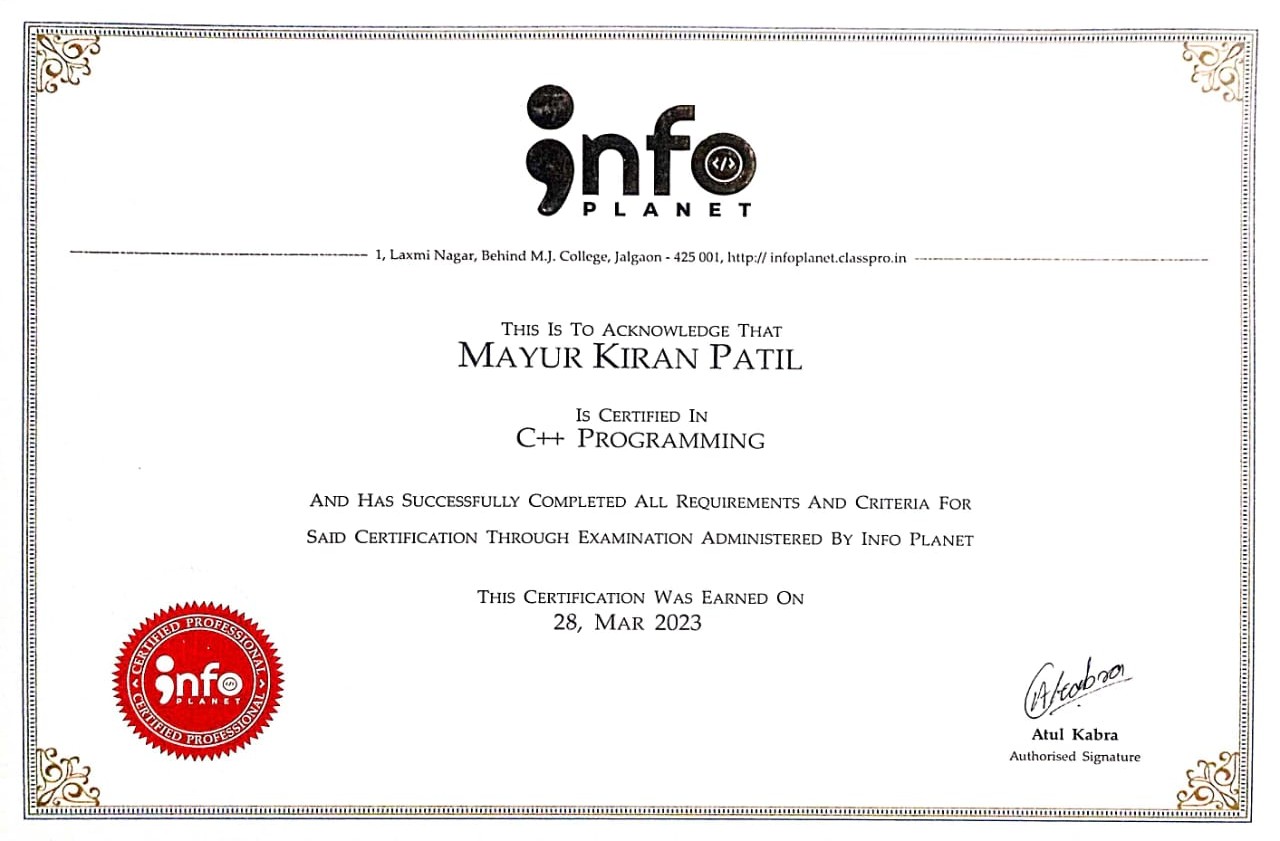 info
PLANET
1, Laxmi Nagar, Behind M.J. College, Jalgaon - 425 001, http:// infoplanet.classpro.in
THIS IS TO ACKNOWLEDGE THAT
MAYUR KIRAN PATIL
IS CERTIFIED IN
C++ PROGRAMMING
AND HAS SUCCESSFULLY COMPLETED ALL REQUIREMENTS AND CRITERIA FOR
SAID CERTIFICATION THROUGH EXAMINATION ADMINISTERED BY INFO PLANET
THIS CERTIFICATION WAS EARNED ON
28, MAR 2023
CERTIFIED PROFESSIONAL
info
PLANET
CERTIFIED PROFESSIONAL
AKabra
Atul Kabra
Authorised Signature